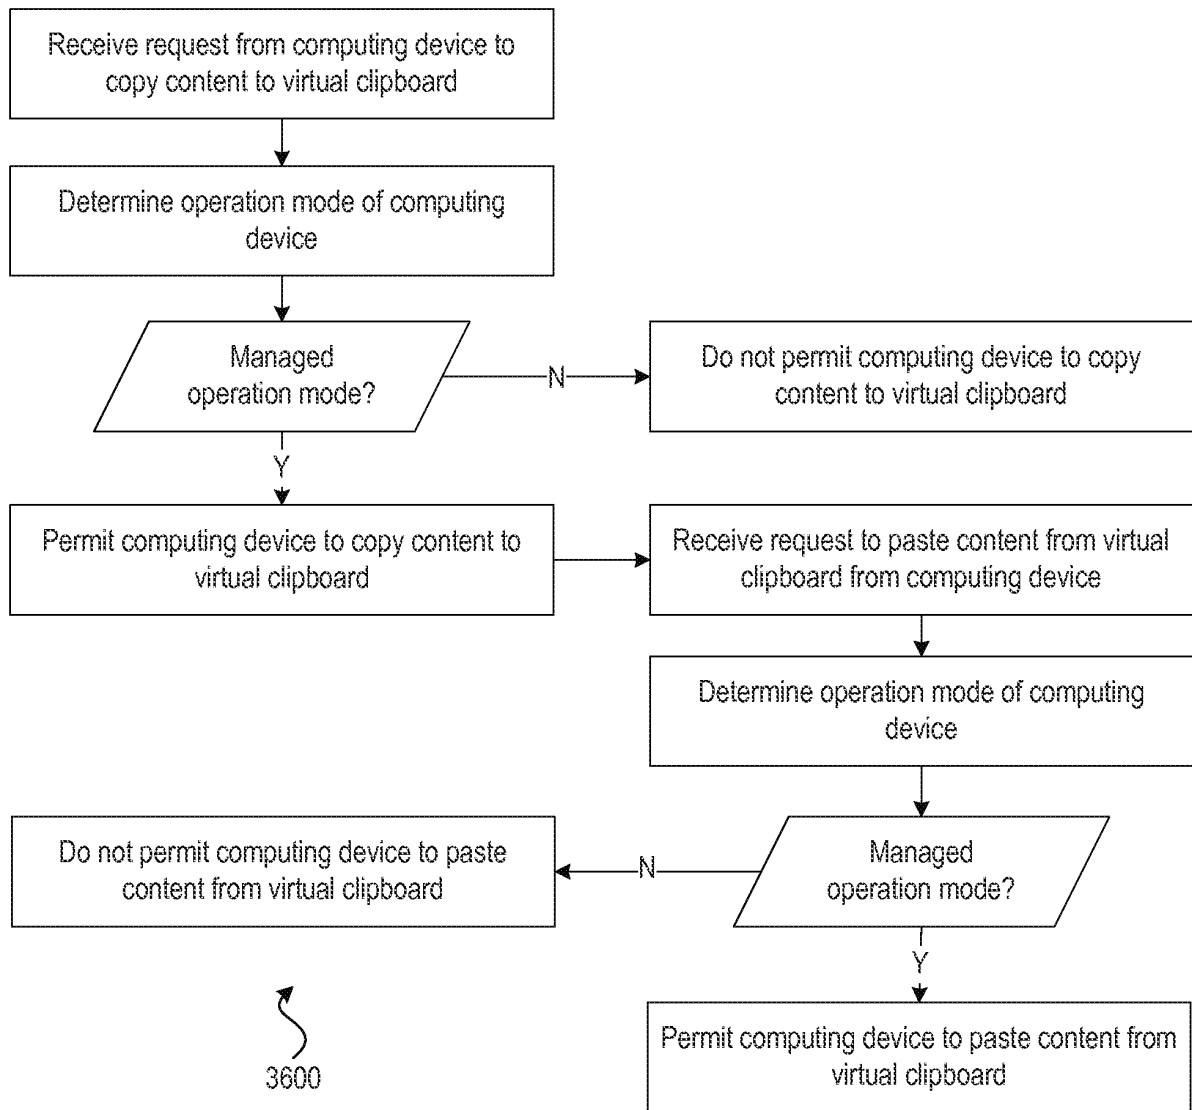 Receive request from computing device to
copy content to virtual clipboard
Determine operation mode of computing
device
Managed
operation mode?
N
Do not permit computing device to copy
content to virtual clipboard
Y
Permit computing device to copy content to
virtual clipboard
Receive request to paste content from virtual
clipboard from computing device
Determine operation mode of computing
device
Managed
operation mode?
N
Do not permit computing device to paste
content from virtual clipboard
Y
Permit computing device to paste content from
virtual clipboard
3600